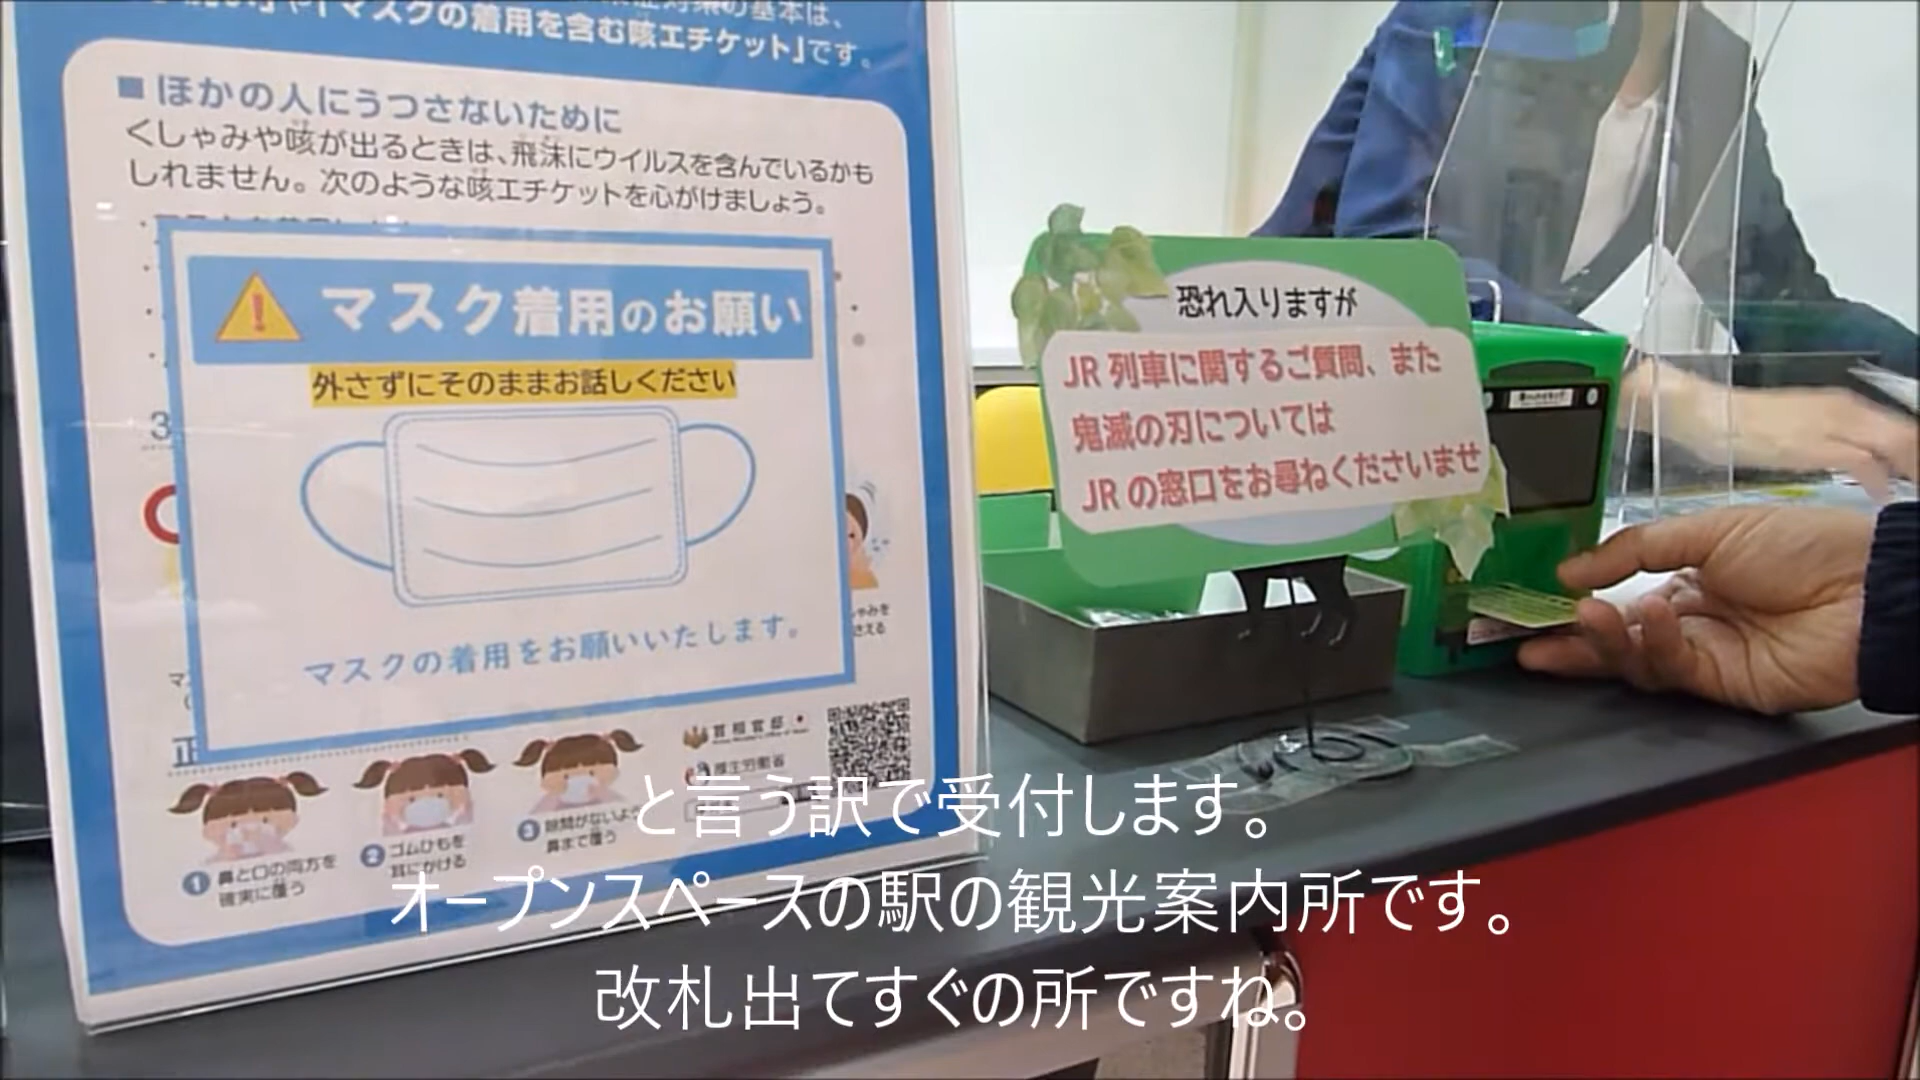 マスクの着用を含む咳エチケット」です。
■ほかの人にうつさないために
くしゃみや咳が出るときは、飛沫にウイルスを含んでいるかも
しれません。次のような咳エチケットを心がけましょう。
マスク着用のお願い
外さずにそのままお話しください
マスクの着用をお願いいたします。
首相官邸
厚生労働省
1 鼻と口の両方を
確実に覆う
2 ゴムひもを
耳にかける
3 隙間がないよう
鼻まで覆う
恐れ入りますが
JR列車に関するご質問、また
鬼滅の刃については
JRの窓口をお尋ねくださいませ
と言う訳で受付します。
オープンスペースの駅の観光案内所です。
改札出てすぐの所ですね。